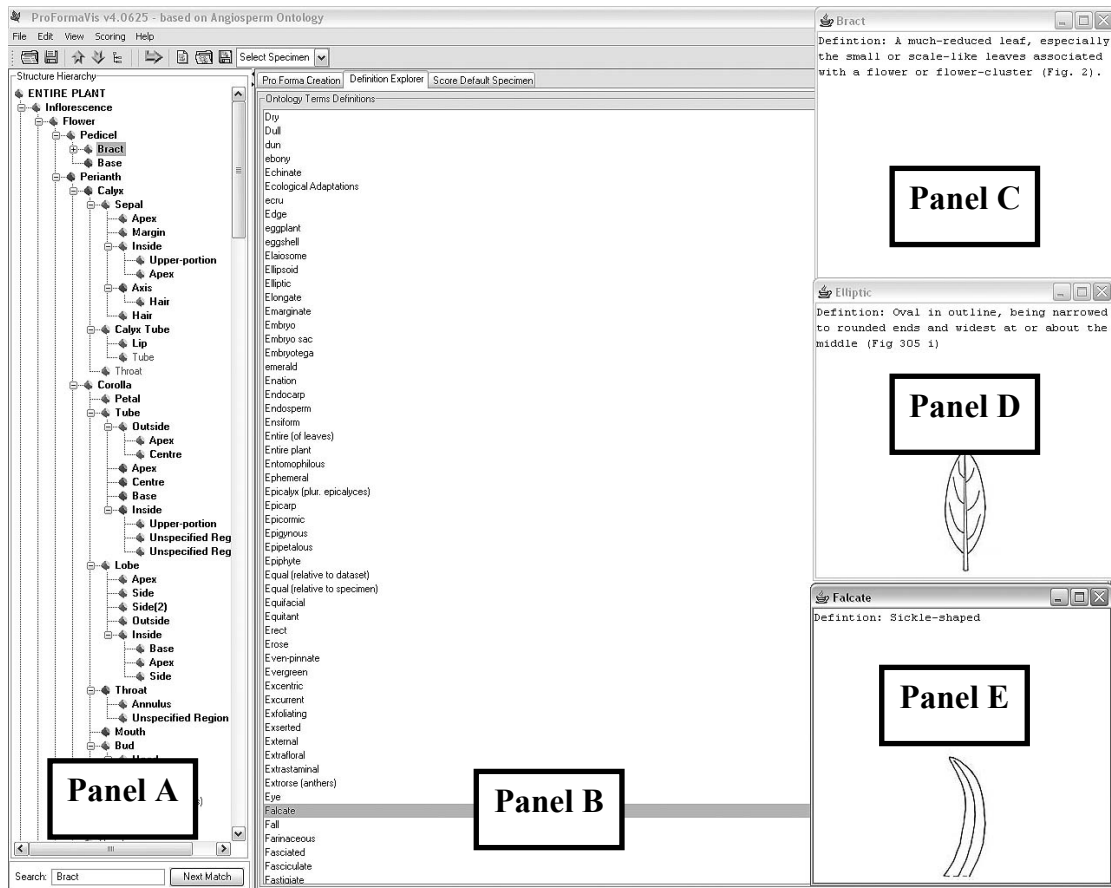 ProFormaVis v4.0625 - based on Angiosperm Ontology
File Edit View Scoring Help
Select Specimen
Structure Hierarchy
ENTIRE PLANT
Inflorescence
Flower
Pedicel
Bract
Base
Perianth
Calyx
Sepal
Apex
Margin
Inside
Upper-portion
Apex
Axis
Hair
Hair
Calyx Tube
Lip
Tube
Throat
Corolla
Petal
Tube
Outside
Apex
Centre
Apex
Centre
Base
Inside
Upper-portion
Unspecified Reg
Unspecified Reg
Lobe
Apex
Side
Side(2)
Outside
Inside
Base
Apex
Side
Throat
Annulus
Unspecified Region
Mouth
Bud
Panel A
Search: Bract Next Match
Pro Forma Creation Definition Explorer Score Default Specimen
Ontology Terms Definitions
Dry
Dull
dun
ebony
Echinate
Ecological Adaptations
ecru
Edge
eggplant
eggshell
Elaiosome
Ellipsoid
Elliptic
Elongate
Emarginate
Embryo
Embryo sac
Embryotega
emerald
Enation
Endocarp
Endosperm
Ensiform
Entire (of leaves)
Entire plant
Entomophilous
Ephemeral
Epicalyx (plur. epicalyces)
Epicarp
Epicormic
Epigynous
Epipetalous
Epiphyte
Equal (relative to dataset)
Equal (relative to specimen)
Equifacial
Equitant
Erect
Erose
Even-pinnate
Evergreen
Excentric
Excurrent
Exfoliating
Exserted
External
Extrafloral
Extrastaminal
Extrorse (anthers)
Eye
Falcate
Fall
Farinaceous
Fasciated
Fasciculate
Fastigiate
Panel B
Bract
Defintion: A much-reduced leaf, especially
the small or scale-like leaves associated
with a flower or flower-cluster (Fig. 2).
Panel C
Elliptic
Defintion: Oval in outline, being narrowed
to rounded ends and widest at or about the
middle (Fig 305 i)
Panel D
Falcate
Defintion: Sickle-shaped
Panel E